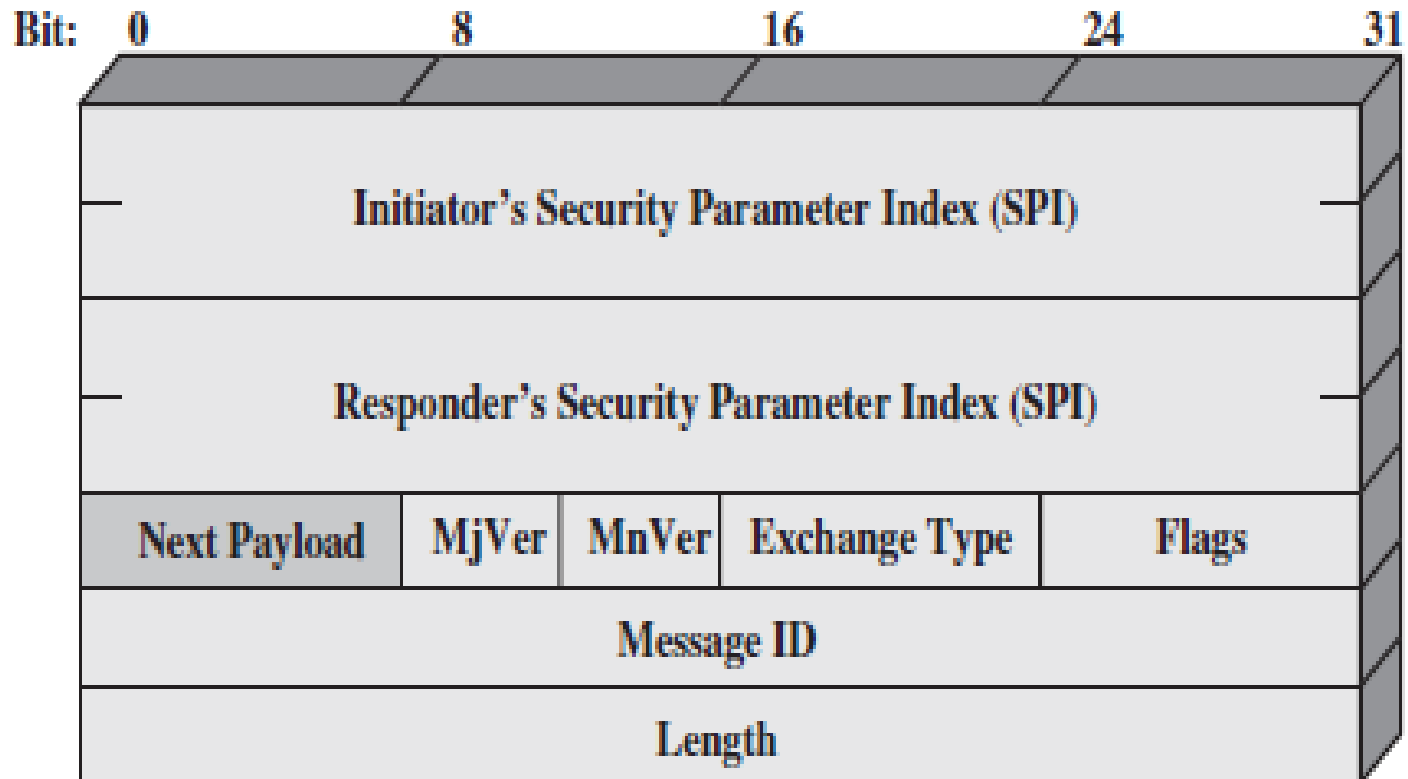 Bit: 0 8 16 24 31
Initiator’s Security Parameter Index (SPI)
Responder’s Security Parameter Index (SPI)
Next Payload MjVer MnVer Exchange Type Flags
Message ID
Length